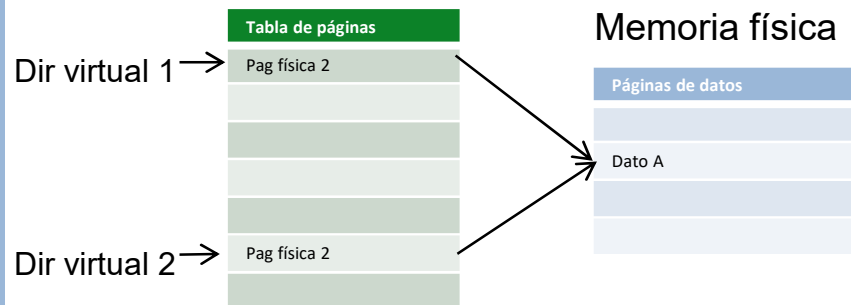 Tabla de páginas
Memoria física
Dir virtual 1
Pag física 2
Páginas de datos
Dato A
Dir virtual 2
Pag física 2